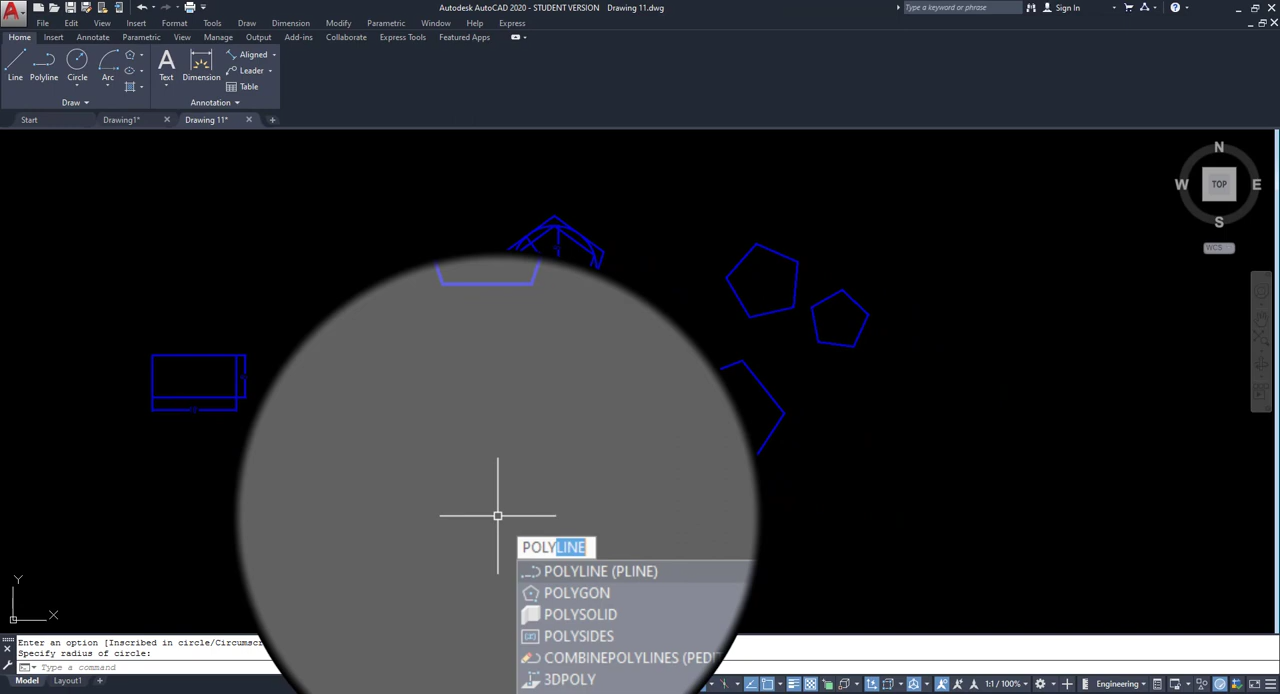 Autodesk AutoCAD 2020 - STUDENT VERSION Drawing 11.dwg
Type a keyword or phrase
Sign In
File Edit View Insert Format Tools Draw Dimension Modify Parametric Window Help Express
Home Insert Annotate Parametric View Manage Output Add-ins Collaborate Express Tools Featured Apps
Line Polyline Circle Arc Text Dimension Aligned
Leader
Table
Draw Annotation
Start Drawing1* Drawing 11*
N
W TOP E
S
WCS
POLYLINE
POLYLINE (PLINE)
POLYGON
POLYSOLID
POLYSIDES
COMBINEPOLYLINES (PED
3DPOLY
Y
X
Enter an option [Inscribed in circle/Circumsc
Specify radius of circle:
Type a command
Model Layout1
1:1 / 100% Engineering